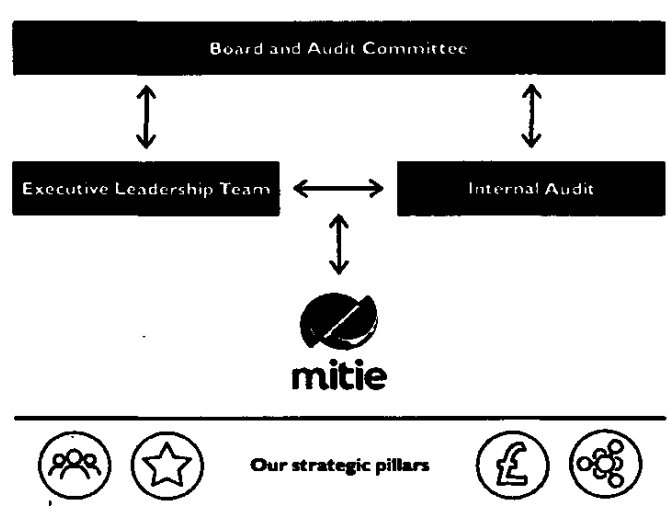 Board and Audit Committee
Executive Leadership Team
Internal Audit
mitie
Our strategic pillars
£